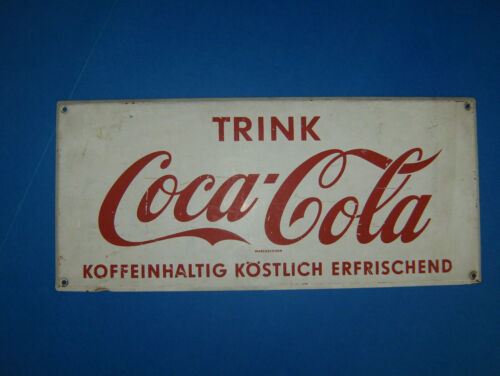 TRINK
Coca-Cola
KOFFEINHALTIG KÖSTLICH ERFRISCHEND